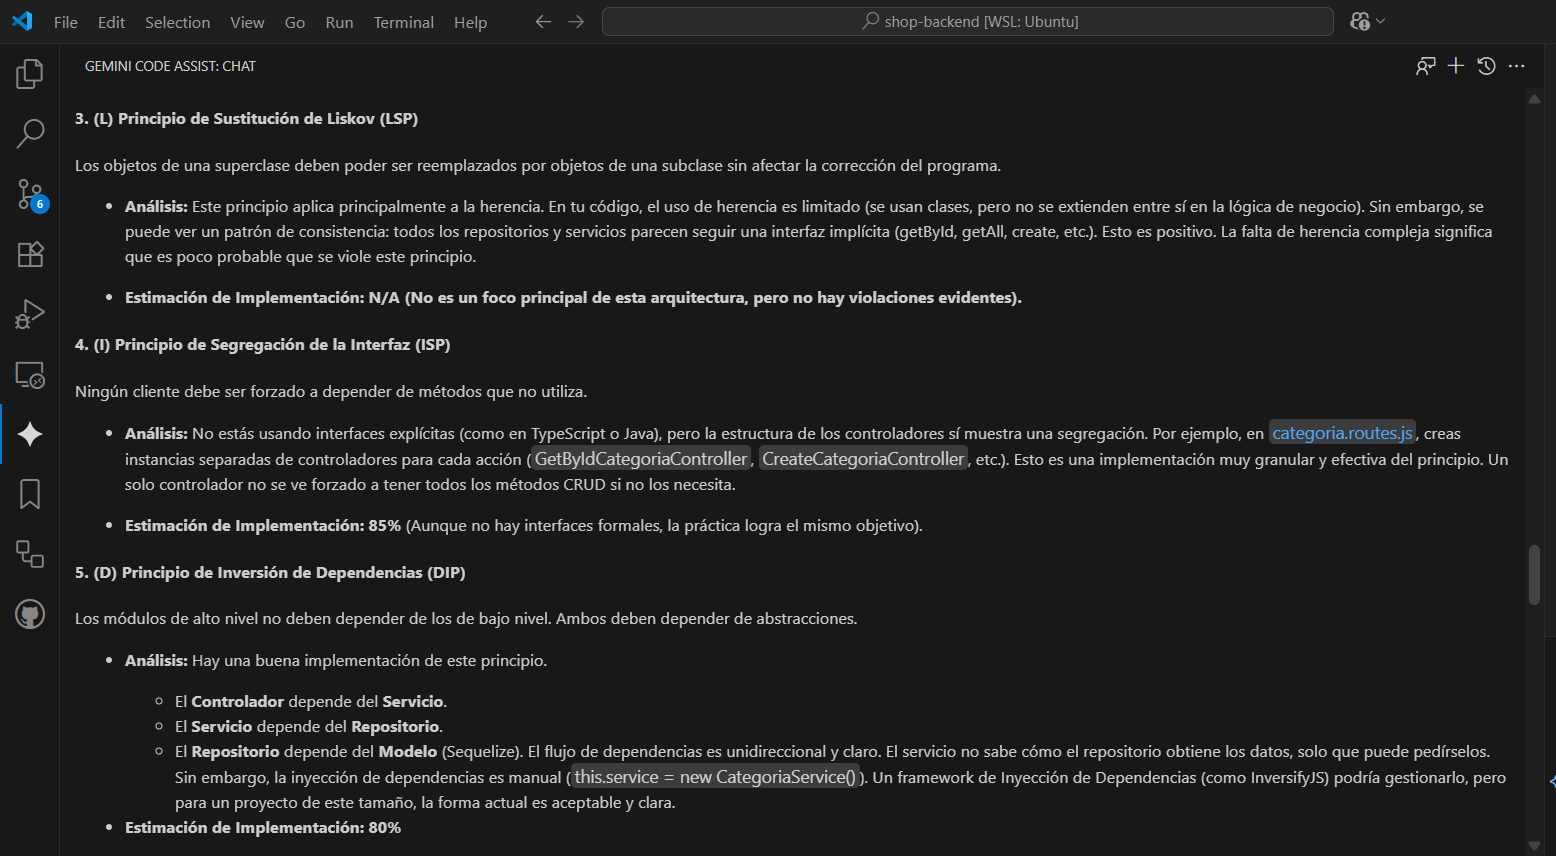 File Edit Selection View Go Run Terminal Help
shop-backend [WSL: Ubuntu]
GEMINI CODE ASSIST: CHAT
3. (L) Principio de Sustitución de Liskov (LSP)
Los objetos de una superclase deben poder ser reemplazados por objetos de una subclase sin afectar la corrección del programa.
Análisis: Este principio aplica principalmente a la herencia. En tu código, el uso de herencia es limitado (se usan clases, pero no se extienden entre sí en la lógica de negocio). Sin embargo, se
puede ver un patrón de consistencia: todos los repositorios y servicios parecen seguir una interfaz implícita (getById, getAll, create, etc.). Esto es positivo. La falta de herencia compleja significa
que es poco probable que se viole este principio.
Estimación de Implementación: N/A (No es un foco principal de esta arquitectura, pero no hay violaciones evidentes).
4. (I) Principio de Segregación de la Interfaz (ISP)
Ningún cliente debe ser forzado a depender de métodos que no utiliza.
Análisis: No estás usando interfaces explícitas (como en TypeScript o Java), pero la estructura de los controladores sí muestra una segregación. Por ejemplo, en categoria.routes.js, creas
instancias separadas de controladores para cada acción (GetByIdCategoriaController, CreateCategoriaController, etc.). Esto es una implementación muy granular y efectiva del principio. Un
solo controlador no se ve forzado a tener todos los métodos CRUD si no los necesita.
Estimación de Implementación: 85% (Aunque no hay interfaces formales, la práctica logra el mismo objetivo).
5. (D) Principio de Inversión de Dependencias (DIP)
Los módulos de alto nivel no deben depender de los de bajo nivel. Ambos deben depender de abstracciones.
Análisis: Hay una buena implementación de este principio.
El Controlador depende del Servicio.
El Servicio depende del Repositorio.
El Repositorio depende del Modelo (Sequelize). El flujo de dependencias es unidireccional y claro. El servicio no sabe cómo el repositorio obtiene los datos, solo que puede pedírselos.
Sin embargo, la inyección de dependencias es manual (this.service = new CategoriaService()). Un framework de Inyección de Dependencias (como InversifyJS) podría gestionarlo, pero
para un proyecto de este tamaño, la forma actual es aceptable y clara.
Estimación de Implementación: 80%
6